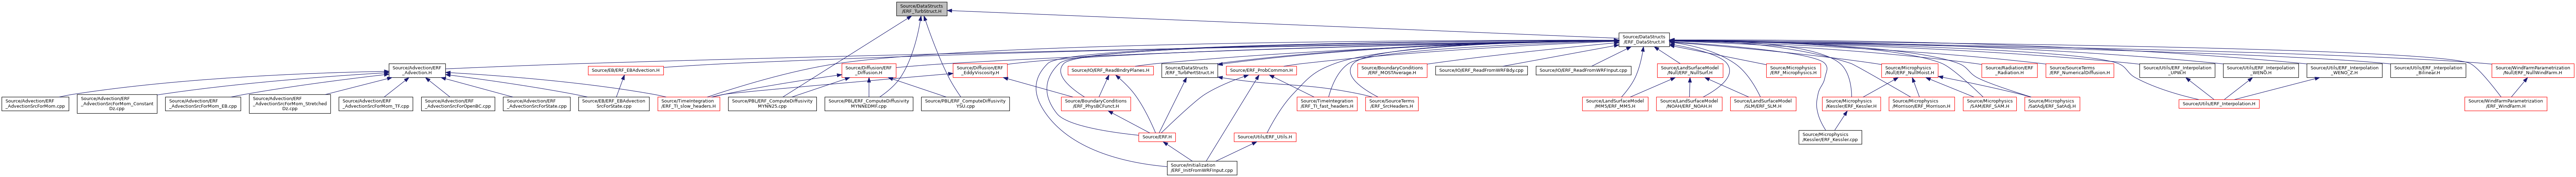 Source/DataStructs
/ERF_TurbStruct.H
Source/DataStructs
/ERF_DataStruct.H
Source/Advection/ERF
_Advection.H
Source/EB/ERF_EBAdvection.H
Source/Diffusion/ERF
_Diffusion.H
Source/Diffusion/ERF
_EddyViscosity.H
Source/IO/ERF_ReadBndryPlanes.H
Source/DataStructs
/ERF_TurbPertStruct.H
Source/ERF_ProbCommon.H
Source/BoundaryConditions
/ERF_MOSTAverage.H
Source/IO/ERF_ReadFromWRFBdy.cpp
Source/IO/ERF_ReadFromWRFInput.cpp
Source/LandSurfaceModel
/Null/ERF_NullSurf.H
Source/Microphysics
/ERF_Microphysics.H
Source/Microphysics
/Null/ERF_NullMoist.H
Source/Radiation/ERF
_Radiation.H
Source/SourceTerms
/ERF_NumericalDiffusion.H
Source/Utils/ERF_Interpolation
_UPW.H
Source/Utils/ERF_Interpolation
_WENO.H
Source/Utils/ERF_Interpolation
_WENO_Z.H
Source/Utils/ERF_Interpolation
_Bilinear.H
Source/WindFarmParametrization
/Null/ERF_NullWindFarm.H
Source/Advection/ERF
_AdvectionSrcForMom.cpp
Source/Advection/ERF
_AdvectionSrcForMom_Constant
Dz.cpp
Source/Advection/ERF
_AdvectionSrcForMom_EB.cpp
Source/Advection/ERF
_AdvectionSrcForMom_Stretched
Dz.cpp
Source/Advection/ERF
_AdvectionSrcForMom_TF.cpp
Source/Advection/ERF
_AdvectionSrcForOpenBC.cpp
Source/Advection/ERF
_AdvectionSrcForState.cpp
Source/EB/ERF_EBAdvection
SrcForState.cpp
Source/TimeIntegration
/ERF_TI_slow_headers.H
Source/PBL/ERF_ComputeDiffusivity
MYNN25.cpp
Source/PBL/ERF_ComputeDiffusivity
MYNNEDMF.cpp
Source/PBL/ERF_ComputeDiffusivity
YSU.cpp
Source/BoundaryConditions
/ERF_PhysBCFunct.H
Source/TimeIntegration
/ERF_TI_fast_headers.H
Source/SourceTerms
/ERF_SrcHeaders.H
Source/LandSurfaceModel
/MM5/ERF_MM5.H
Source/LandSurfaceModel
/NOAH/ERF_NOAH.H
Source/LandSurfaceModel
/SLM/ERF_SLM.H
Source/Microphysics
/Kessler/ERF_Kessler.H
Source/Microphysics
/Morrison/ERF_Morrison.H
Source/Microphysics
/SAM/ERF_SAM.H
Source/Microphysics
/SatAdj/ERF_SatAdj.H
Source/Utils/ERF_Interpolation.H
Source/WindFarmParametrization
/ERF_WindFarm.H
Source/ERF.H
Source/Utils/ERF_Utils.H
Source/Microphysics
/Kessler/ERF_Kessler.cpp
Source/Initialization
/ERF_InitFromWRFInput.cpp